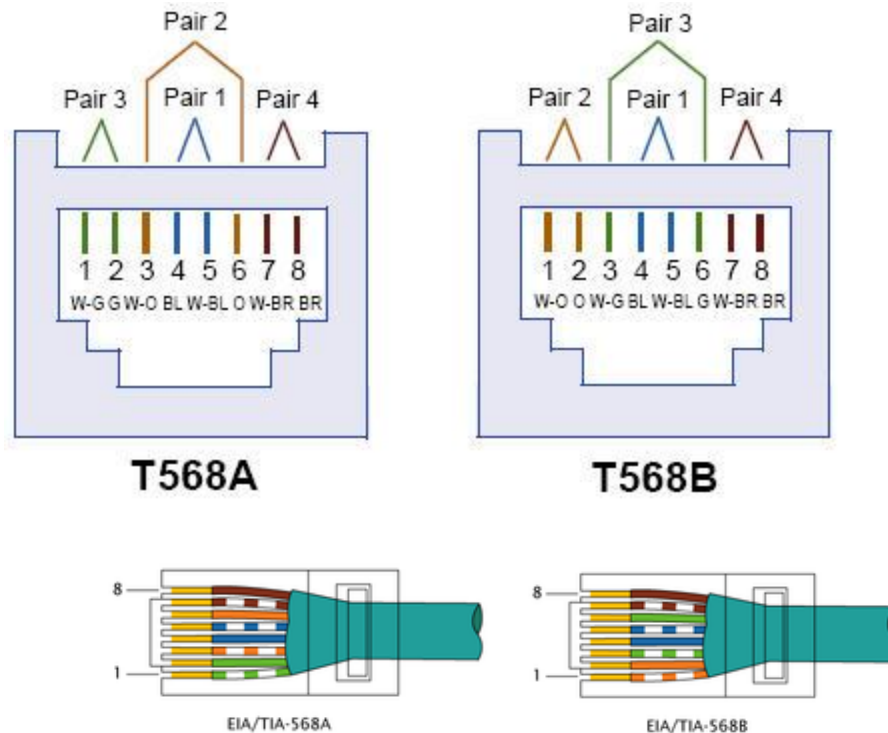 Pair 2
Pair 3 Pair 1 Pair 4
1 2 3 4 5 6 7 8
W-G G W-O BL W-BL O W-BR BR
T568A
Pair 3
Pair 2 Pair 1 Pair 4
1 2 3 4 5 6 7 8
W-O O W-G BL W-BL G W-BR BR
T568B
8
1
EIA/TIA-568A
8
1
EIA/TIA-568B